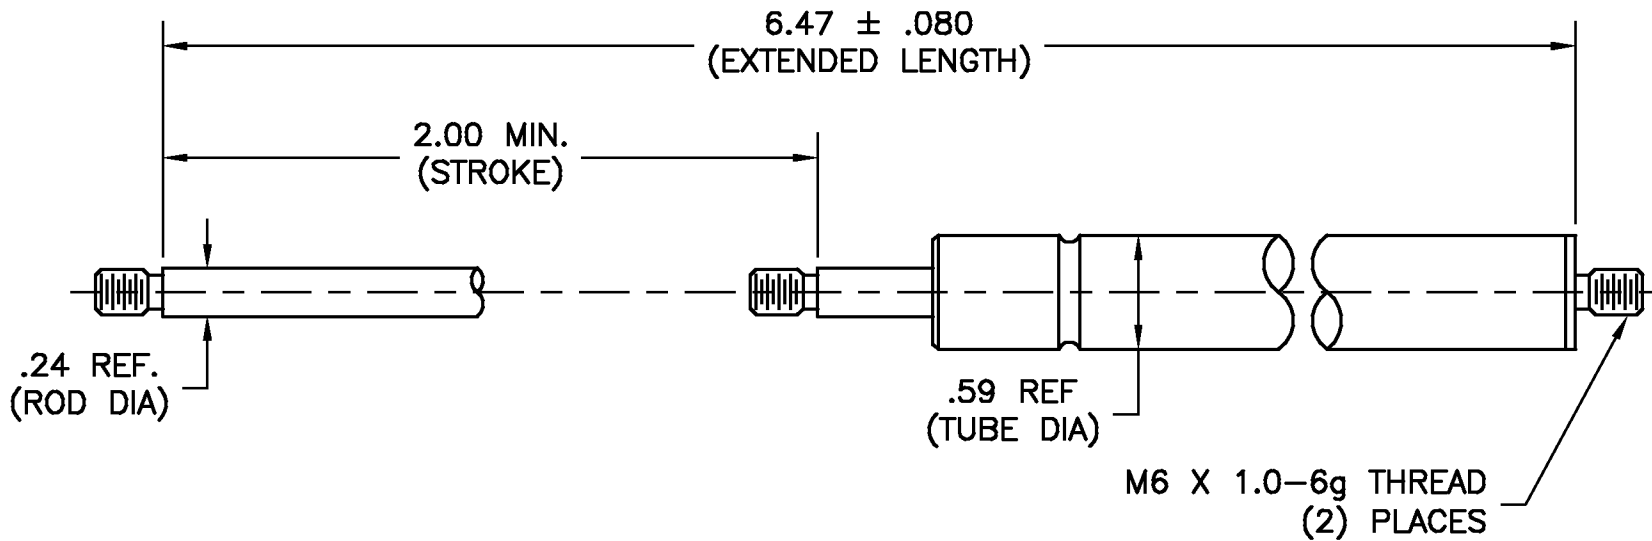 6.47 ± .080
(EXTENDED LENGTH)
2.00 MIN.
(STROKE)
.24 REF.
(ROD DIA)
.59 REF
(TUBE DIA)
M6 X 1.0-6g THREAD
(2) PLACES